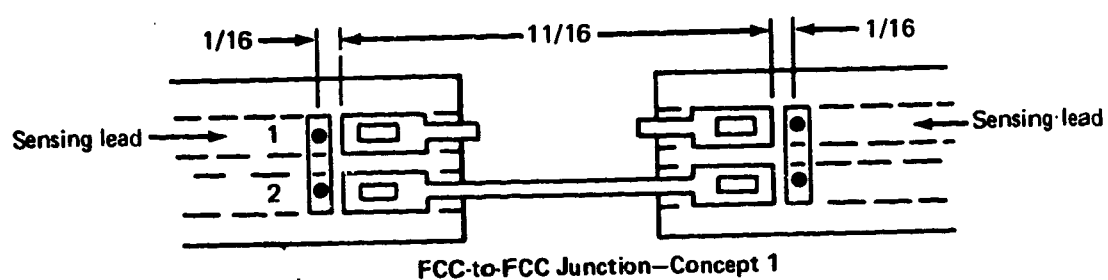 1/16 11/16 1/16
Sensing lead 1 Sensing lead
2
FCC-to-FCC Junction—Concept 1